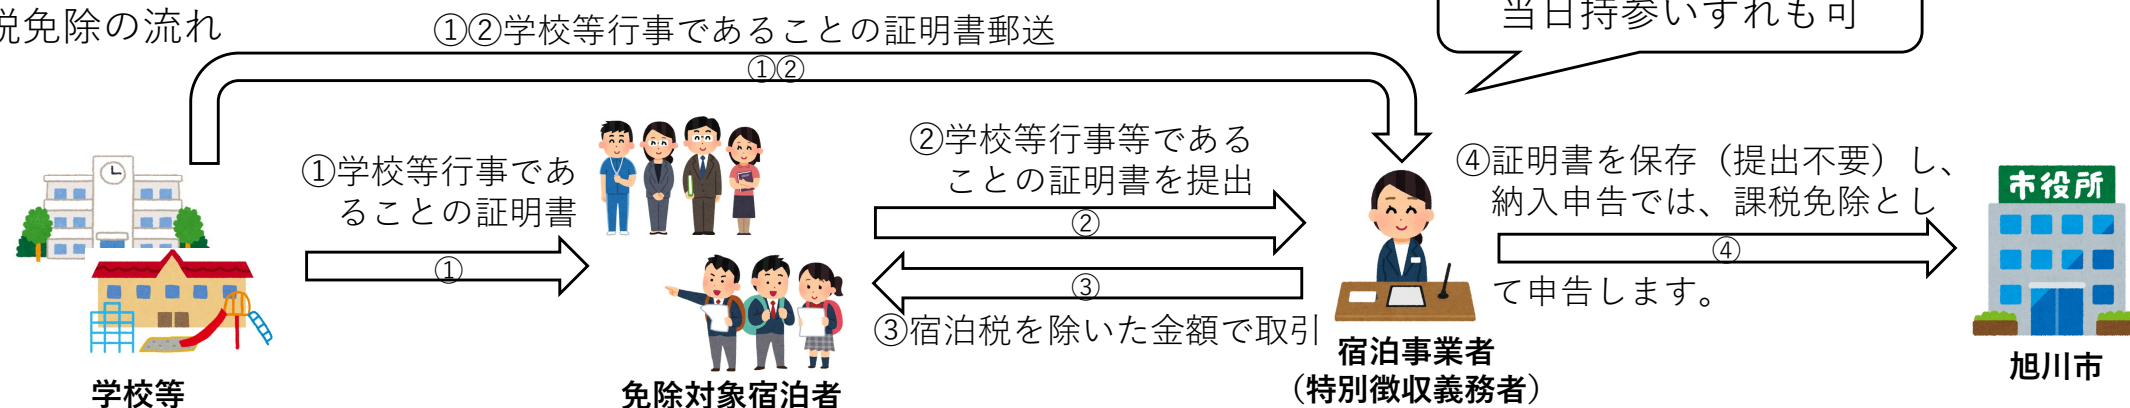 税免除の流れ
①②学校等行事であることの証明書郵送
①②
当日持参いずれも可
①学校等行事であ
ることの証明書
①
②学校等行事等である
ことの証明書を提出
②
③
③宿泊税を除いた金額で取引
④証明書を保存（提出不要）し、
納入申告では、課税免除とし
④
て申告します。
市役所
学校等
免除対象宿泊者
宿泊事業者
（特別徴収義務者）
旭川市